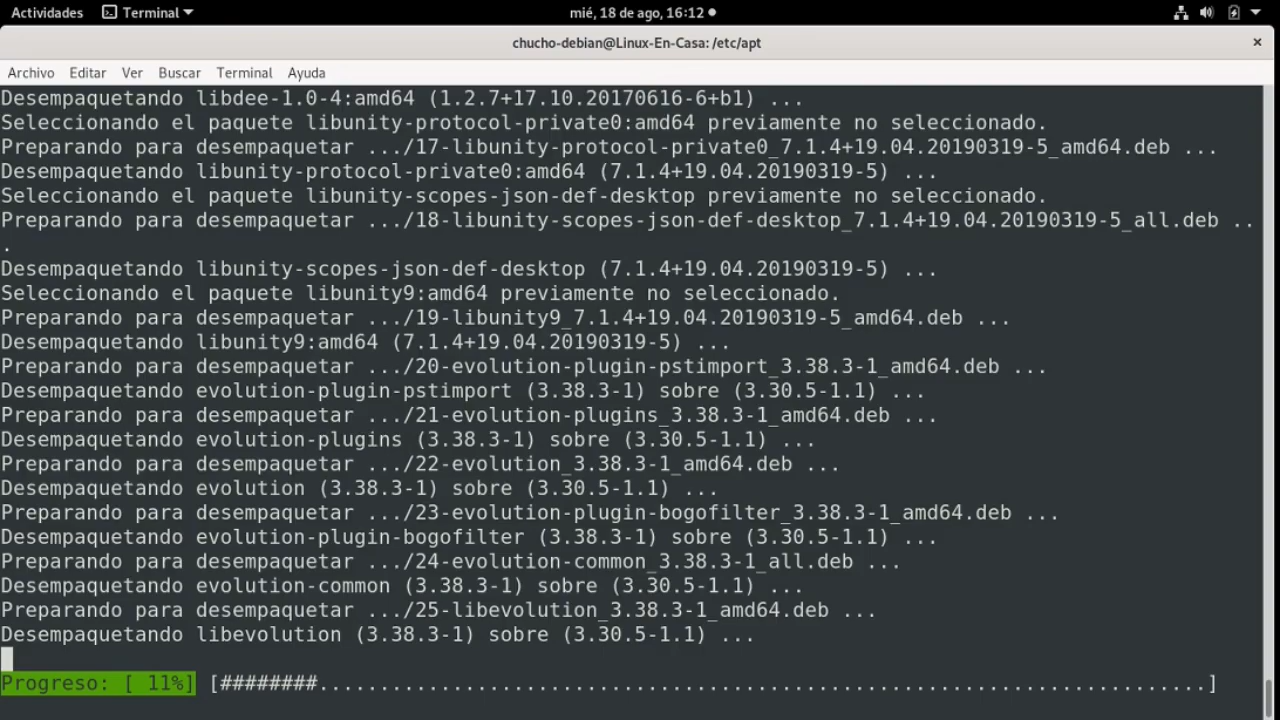 Actividades Terminal mié, 18 de ago, 16:12
chucho-debian@Linux-En-Casa: /etc/apt ×
Archivo Editar Ver Buscar Terminal Ayuda
Desempaquetando libdee-1.0-4:amd64 (1.2.7+17.10.20170616-6+b1) ...
Seleccionando el paquete libunity-protocol-private0:amd64 previamente no seleccionado.
Preparando para desempaquetar .../17-libunity-protocol-private0_7.1.4+19.04.20190319-5_amd64.deb ...
Desempaquetando libunity-protocol-private0:amd64 (7.1.4+19.04.20190319-5) ...
Seleccionando el paquete libunity-scopes-json-def-desktop previamente no seleccionado.
Preparando para desempaquetar .../18-libunity-scopes-json-def-desktop_7.1.4+19.04.20190319-5_all.deb ..
.
Desempaquetando libunity-scopes-json-def-desktop (7.1.4+19.04.20190319-5) ...
Seleccionando el paquete libunity9:amd64 previamente no seleccionado.
Preparando para desempaquetar .../19-libunity9_7.1.4+19.04.20190319-5_amd64.deb ...
Desempaquetando libunity9:amd64 (7.1.4+19.04.20190319-5) ...
Preparando para desempaquetar .../20-evolution-plugin-pstimport_3.38.3-1_amd64.deb ...
Desempaquetando evolution-plugin-pstimport (3.38.3-1) sobre (3.30.5-1.1) ...
Preparando para desempaquetar .../21-evolution-plugins_3.38.3-1_amd64.deb ...
Desempaquetando evolution-plugins (3.38.3-1) sobre (3.30.5-1.1) ...
Preparando para desempaquetar .../22-evolution_3.38.3-1_amd64.deb ...
Desempaquetando evolution (3.38.3-1) sobre (3.30.5-1.1) ...
Preparando para desempaquetar .../23-evolution-plugin-bogofilter_3.38.3-1_amd64.deb ...
Desempaquetando evolution-plugin-bogofilter (3.38.3-1) sobre (3.30.5-1.1) ...
Preparando para desempaquetar .../24-evolution-common_3.38.3-1_all.deb ...
Desempaquetando evolution-common (3.38.3-1) sobre (3.30.5-1.1) ...
Preparando para desempaquetar .../25-libevolution_3.38.3-1_amd64.deb ...
Desempaquetando libevolution (3.38.3-1) sobre (3.30.5-1.1) ...
Progreso: [ 11%] [########.........................................................................]